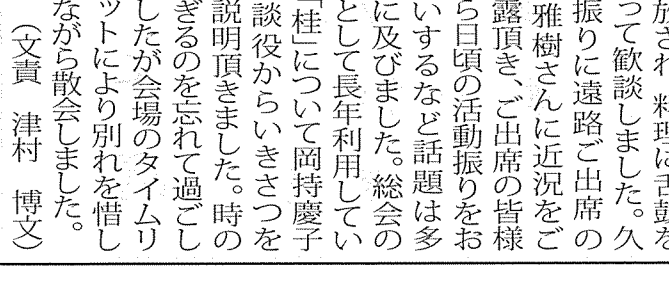 放され、料理に舌鼓を
って歓談しました。久
振りに遠路ご出席の
雅樹さんに近況をご
露頂き、ご出席の皆様
ら日頃の活動振りをお
いするなど話題は多
に及びました。総会の
として長年利用してい
「桂」について岡持慶子
談役からいきさつを
説明頂きました。時の
ぎるのを忘れて過ごし
したが会場のタイムリ
ットにより別れを惜し
ながら散会しました。
（文責 津村 博文）